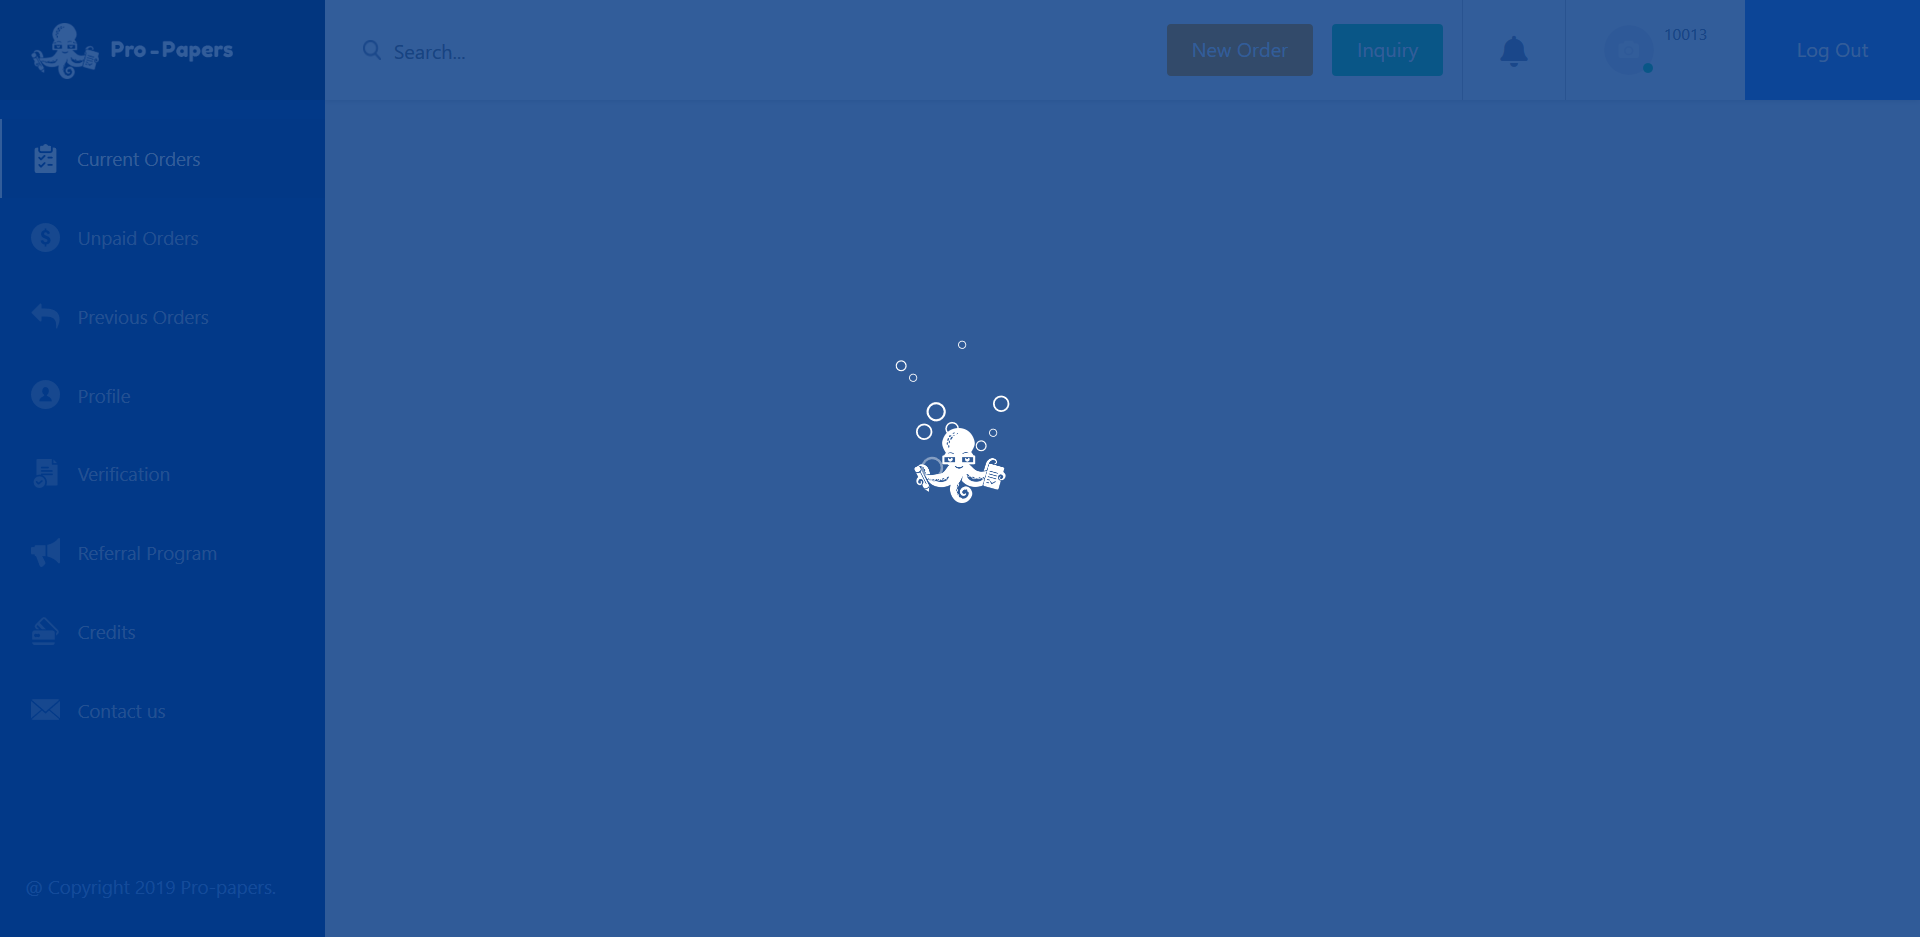 Pro-Papers
Search...
New Order
Inquiry
10013
Log Out
Current Orders
Unpaid Orders
Previous Orders
Profile
Verification
Referral Program
Credits
Contact us
@ Copyright 2019 Pro-papers.